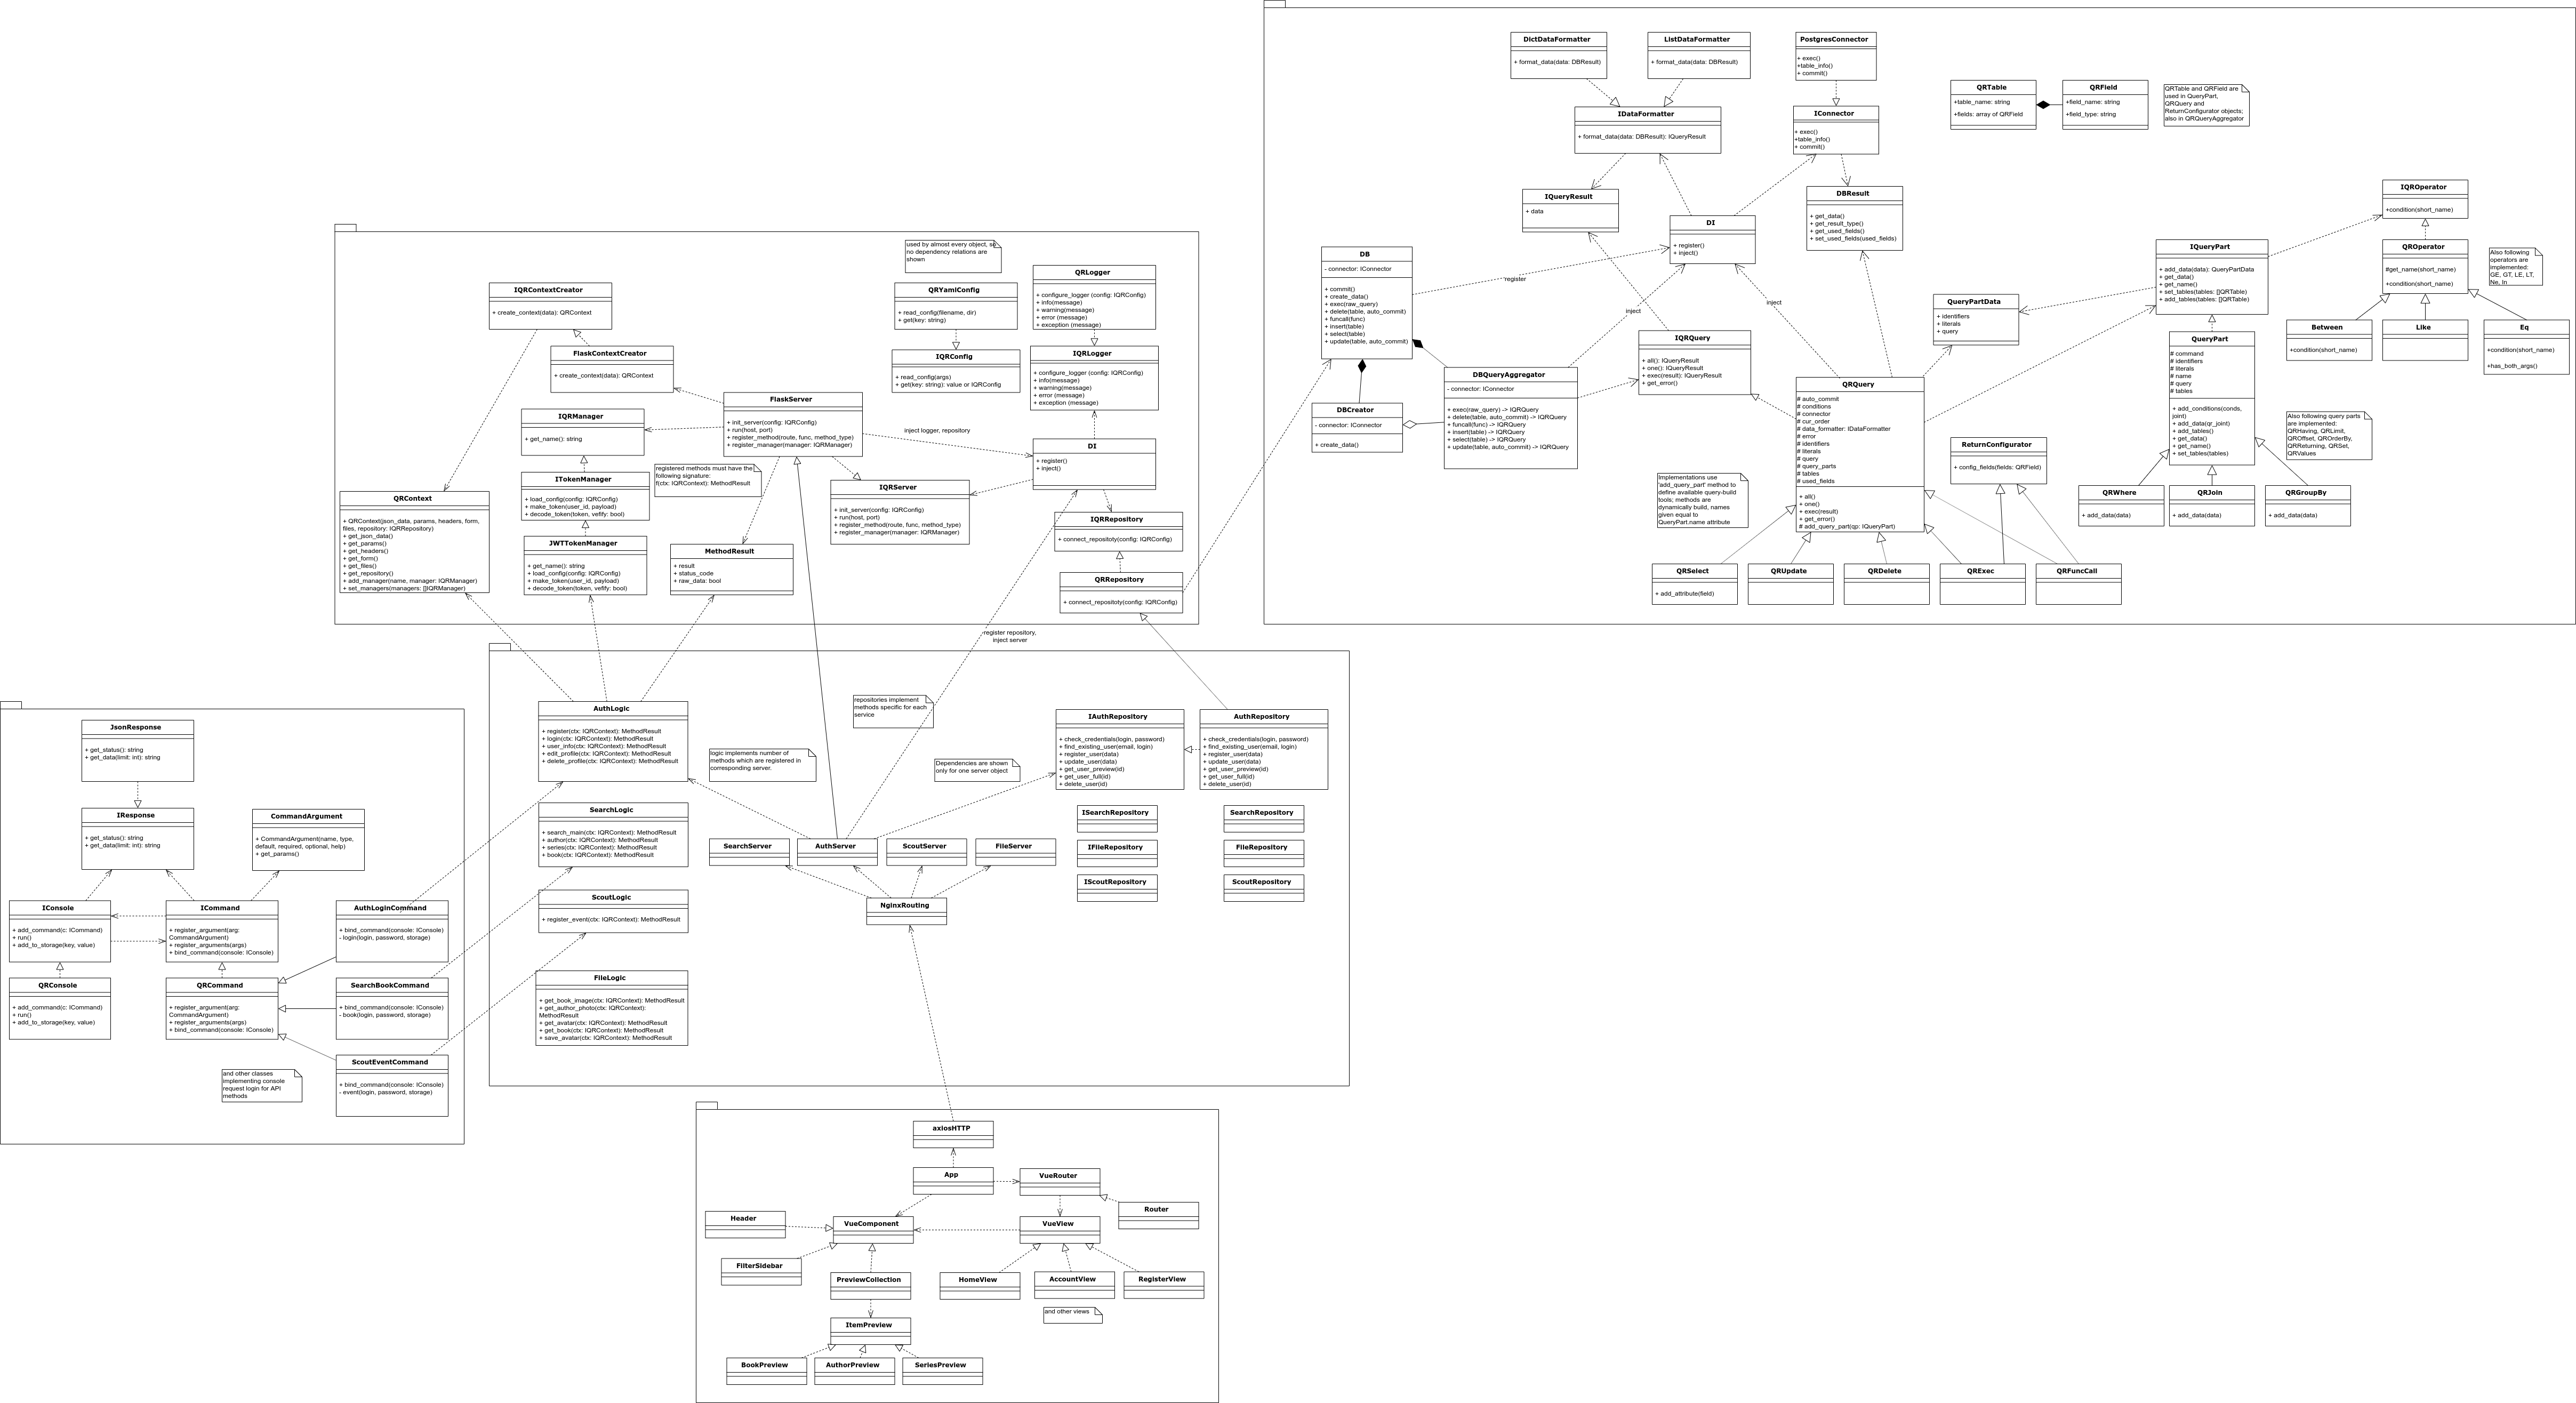 DictDataFormatter
+ format_data(data: DBResult)
ListDataFormatter
+ format_data(data: DBResult)
PostgresConnector
+ exec()
+table_info()
+ commit()
QRTable
+table_name: string
+fields: array of QRField
QRField
+field_name: string
+field_type: string
QRTable and QRField are
used in QueryPart,
QRQuery and
ReturnConfigurator objects;
also in QRQueryAggregator
IDataFormatter
+ format_data(data: DBResult): IQueryResult
IConnector
+ exec()
+table_info()
+ commit()
IQueryResult
+ data
DI
+ register()
+ inject()
DBResult
+ get_data()
+ get_result_type()
+ get_used_fields()
+ set_used_fields(used_fields)
IQROperator
+condition(short_name)
IQueryPart
+ add_data(data): QueryPartData
+ get_data()
+ get_name()
+ set_tables(tables: []QRTable)
+ add_tables(tables: []QRTable)
QROperator
#get_name(short_name)
+condition(short_name)
Also following
operators are
implemented:
GE, GT, LE, LT,
Ne, In
DB
- connector: IConnector
+ commit()
+ create_data()
+ exec(raw_query)
+ delete(table, auto_commit)
+ funcall(func)
+ insert(table)
+ select(table)
+ update(table, auto_commit)
register
inject
inject
QueryPartData
+ identifiers
+ literals
+ query
Between
+condition(short_name)
Like
Eq
+condition(short_name)
+has_both_args()
IQRQuery
+ all(): IQueryResult
+ one(): IQueryResult
+ exec(result): IQueryResult
+ get_error()
QueryPart
# command
# identifiers
# literals
# name
# query
# tables
+ add_conditions(conds,
joint)
+ add_data(qr_joint)
+ add_tables()
+ get_data()
+ get_name()
+ set_tables(tables)
DBQueryAggregator
- connector: IConnector
+ exec(raw_query) -> IQRQuery
+ delete(table, auto_commit) -> IQRQuery
+ funcall(func) -> IQRQuery
+ insert(table) -> IQRQuery
+ select(table) -> IQRQuery
+ update(table, auto_commit) -> IQRQuery
DBCreator
- connector: IConnector
+ create_data()
QRQuery
# auto_commit
# conditions
# connector
# cur_order
# data_formatter: IDataFormatter
# error
# identifiers
# literals
# query
# query_parts
# tables
# used_fields
+ all()
+ one()
+ exec(result)
+ get_error()
# add_query_part(qp: IQueryPart)
Also following query parts
are implemented:
QRHaving, QRLimit,
QROffset, QROrderBy,
QRReturning, QRSet,
QRValues
ReturnConfigurator
+ config_fields(fields: QRField)
Implementations use
'add_query_part' method to
define available query-build
tools; methods are
dynamically build, names
given equal to
QueryPart.name attribute
QRWhere
+ add_data(data)
QRJoin
+ add_data(data)
QRGroupBy
+ add_data(data)
QRSelect
+ add_attribute(field)
QRUpdate
QRDelete
QRExec
QRFuncCall
used by almost every object, so
no dependency relations are
shown
QRLogger
+ configure_logger (config: IQRConfig)
+ info(message)
+ warning(message)
+ error (message)
+ exception (message)
IQRContextCreator
+ create_context(data): QRContext
QRYamlConfig
+ read_config(filename, dir)
+ get(key: string)
FlaskContextCreator
+ create_context(data): QRContext
IQRConfig
+ read_config(args)
+ get(key: string): value or IQRConfig
IQRLogger
+ configure_logger (config: IQRConfig)
+ info(message)
+ warning(message)
+ error (message)
+ exception (message)
FlaskServer
+ init_server(config: IQRConfig)
+ run(host, port)
+ register_method(route, func, method_type)
+ register_manager(manager: IQRManager)
IQRManager
+ get_name(): string
inject logger, repository
DI
+ register()
+ inject()
ITokenManager
+ load_config(config: IQRConfig)
+ make_token(user_id, payload)
+ decode_token(token, vefify: bool)
registered methods must have the
following signature:
f(ctx: IQRContext): MethodResult
IQRServer
+ init_server(config: IQRConfig)
+ run(host, port)
+ register_method(route, func, method_type)
+ register_manager(manager: IQRManager)
QRContext
+ QRContext(json_data, params, headers, form,
files, repository: IQRRepository)
+ get_json_data()
+ get_params()
+ get_headers()
+ get_form()
+ get_files()
+ get_repository()
+ add_manager(name, manager: IQRManager)
+ set_managers(managers: []IQRManager)
IQRRepository
+ connect_repositoty(config: IQRConfig)
JWTTokenManager
+ get_name(): string
+ load_config(config: IQRConfig)
+ make_token(user_id, payload)
+ decode_token(token, vefify: bool)
MethodResult
+ result
+ status_code
+ raw_data: bool
QRRepository
+ connect_repositoty(config: IQRConfig)
register repository,
inject server
AuthLogic
+ register(ctx: IQRContext): MethodResult
+ login(ctx: IQRContext): MethodResult
+ user_info(ctx: IQRContext): MethodResult
+ edit_profile(ctx: IQRContext): MethodResult
+ delete_profile(ctx: IQRContext): MethodResult
repositories implement
methods specific for each
service
logic implements number of
methods which are registered in
corresponding server.
Dependencies are shown
only for one server object
IAuthRepository
+ check_credentials(login, password)
+ find_existing_user(email, login)
+ register_user(data)
+ update_user(data)
+ get_user_preview(id)
+ get_user_full(id)
+ delete_user(id)
AuthRepository
+ check_credentials(login, password)
+ find_existing_user(email, login)
+ register_user(data)
+ update_user(data)
+ get_user_preview(id)
+ get_user_full(id)
+ delete_user(id)
SearchLogic
+ search_main(ctx: IQRContext): MethodResult
+ author(ctx: IQRContext): MethodResult
+ series(ctx: IQRContext): MethodResult
+ book(ctx: IQRContext): MethodResult
SearchServer
AuthServer
ScoutServer
FileServer
ISearchRepository
SearchRepository
IFileRepository
FileRepository
IScoutRepository
ScoutRepository
ScoutLogic
+ register_event(ctx: IQRContext): MethodResult
NginxRouting
FileLogic
+ get_book_image(ctx: IQRContext): MethodResult
+ get_author_photo(ctx: IQRContext):
MethodResult
+ get_avatar(ctx: IQRContext): MethodResult
+ get_book(ctx: IQRContext): MethodResult
+ save_avatar(ctx: IQRContext): MethodResult
JsonResponse
+ get_status(): string
+ get_data(limit: int): string
IResponse
+ get_status(): string
+ get_data(limit: int): string
CommandArgument
+ CommandArgument(name, type,
default, required, optional, help)
+ get_params()
IConsole
+ add_command(c: ICommand)
+ run()
+ add_to_storage(key, value)
ICommand
+ register_argument(arg:
CommandArgument)
+ register_arguments(args)
+ bind_command(console: IConsole)
AuthLoginCommand
+ bind_command(console: IConsole)
- login(login, password, storage)
QRConsole
+ add_command(c: ICommand)
+ run()
+ add_to_storage(key, value)
QRCommand
+ register_argument(arg:
CommandArgument)
+ register_arguments(args)
+ bind_command(console: IConsole)
SearchBookCommand
+ bind_command(console: IConsole)
- book(login, password, storage)
ScoutEventCommand
+ bind_command(console: IConsole)
- event(login, password, storage)
and other classes
implementing console
request login for API
methods
axiosHTTP
App
VueRouter
Router
Header
VueComponent
VueView
FilterSidebar
PreviewCollection
HomeView
AccountView
RegisterView
and other views
ItemPreview
BookPreview
AuthorPreview
SeriesPreview